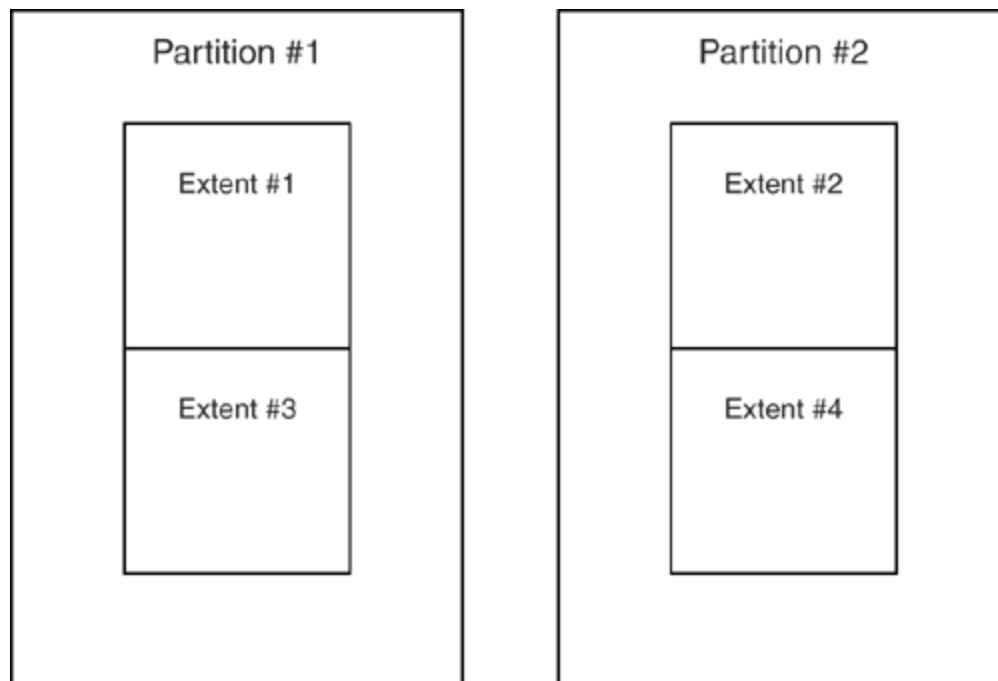 Partition #1
Extent #1
Extent #3
Partition #2
Extent #2
Extent #4